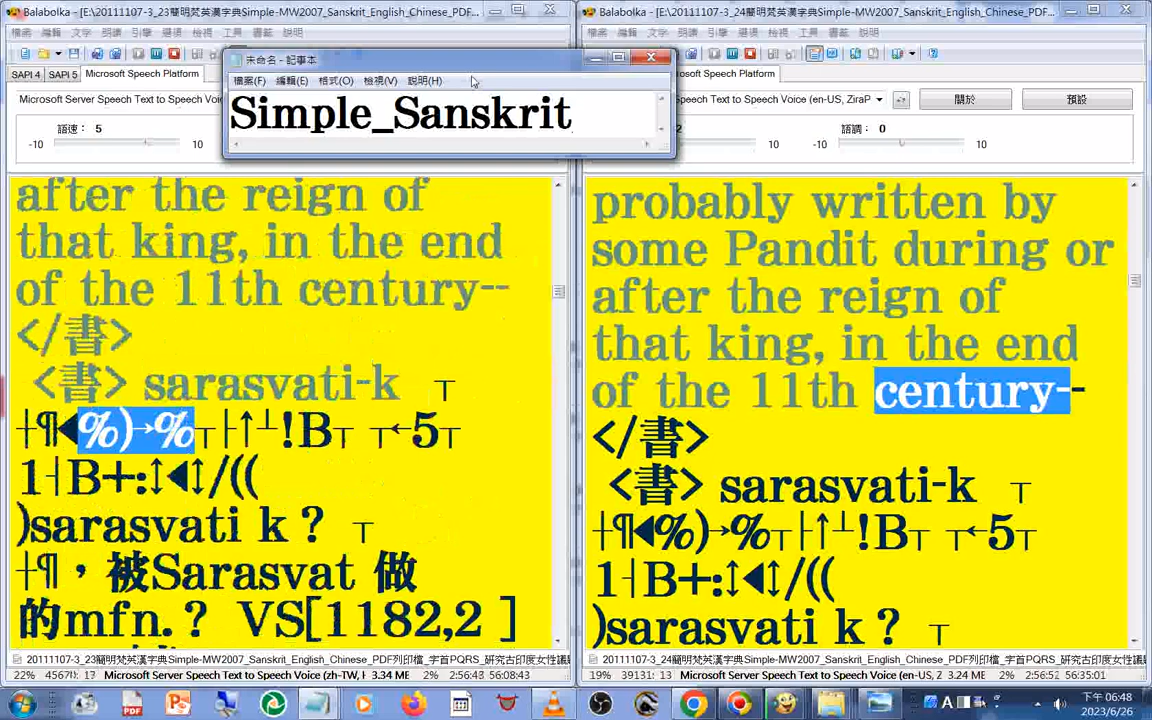 Balabolka - [E:\20111107-3_23簡明梵英漢字典Simple-MW2007_Sanskrit_English_Chinese_PDF...
Balabolka - [E:\20111107-3_24簡明梵英漢字典Simple-MW2007_Sanskrit_English_Chinese_PDF...
未命名 - 記事本
檔案(F) 編輯(E) 格式(O) 檢視(V) 說明(H)
Simple_Sanskrit
SAPI 4 SAPI 5 Microsoft Speech Platform
Speech Platform
Microsoft Server Speech Text to Speech Voice
Speech Text to Speech Voice (en-US, ZiraP
關於 預設
語速： 5
-10 10
2 語調： 0
10 -10 10
after the reign of
that king, in the end
of the 11th century--
</書>
<書> sarasvati-k ┬
┼¶◀%)→%┬├↑┴!B┬ ┬←5┬
1┤B+:↕◀↕/((
)sarasvati k？ ┬
┼¶，被Sarasvat 做
的mfn.？ VS[1182,2 ]
probably written by
some Pandit during or
after the reign of
that king, in the end
of the 11th century--
</書>
<書> sarasvati-k ┬
┼¶◀%)→%┬├↑┴!B┬ ┬←5┬
1┤B+:↕◀↕/((
)sarasvati k？ ┬
20111107-3_23簡明梵英漢字典Simple-MW2007_Sanskrit_English_Chinese_PDF列印檔_字首PQRS_研究古印度女性議
20111107-3_24簡明梵英漢字典Simple-MW2007_Sanskrit_English_Chinese_PDF列印檔_字首PQRS_研究古印度女性議
22% Microsoft Server Speech Text to Speech Voice (zh-TW, 3.34 MB 2% 2:56:48 56:08:43
19% 39131: 13 Microsoft Server Speech Text to Speech Voice (en-US, Z 3.24 MB 2% 2:56:52 56:35:01
下午 06:48
2023/6/26